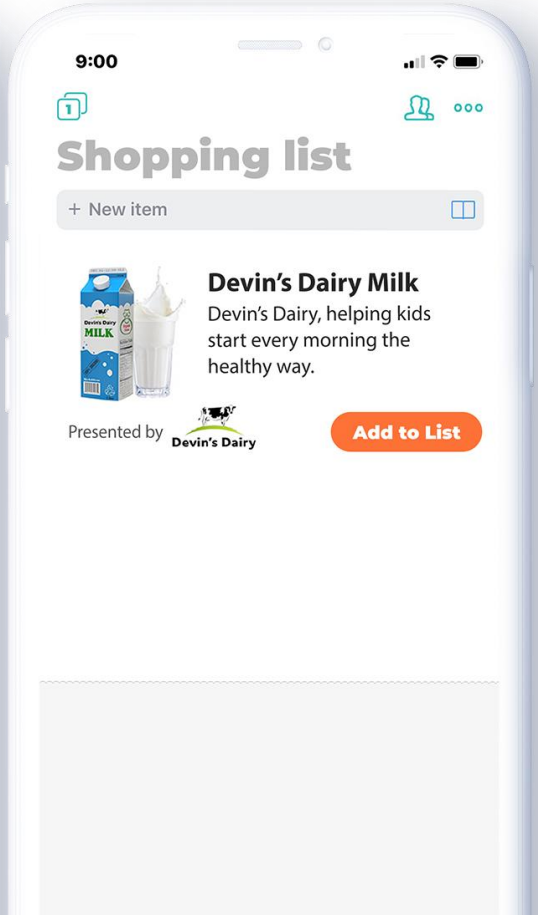 9:00
1
Shopping list
+ New item
Devin's Dairy Milk
Devin's Dairy, helping kids
start every morning the
healthy way.
Devin's Dairy
MILK
Presented by
Devin's Dairy
Add to List